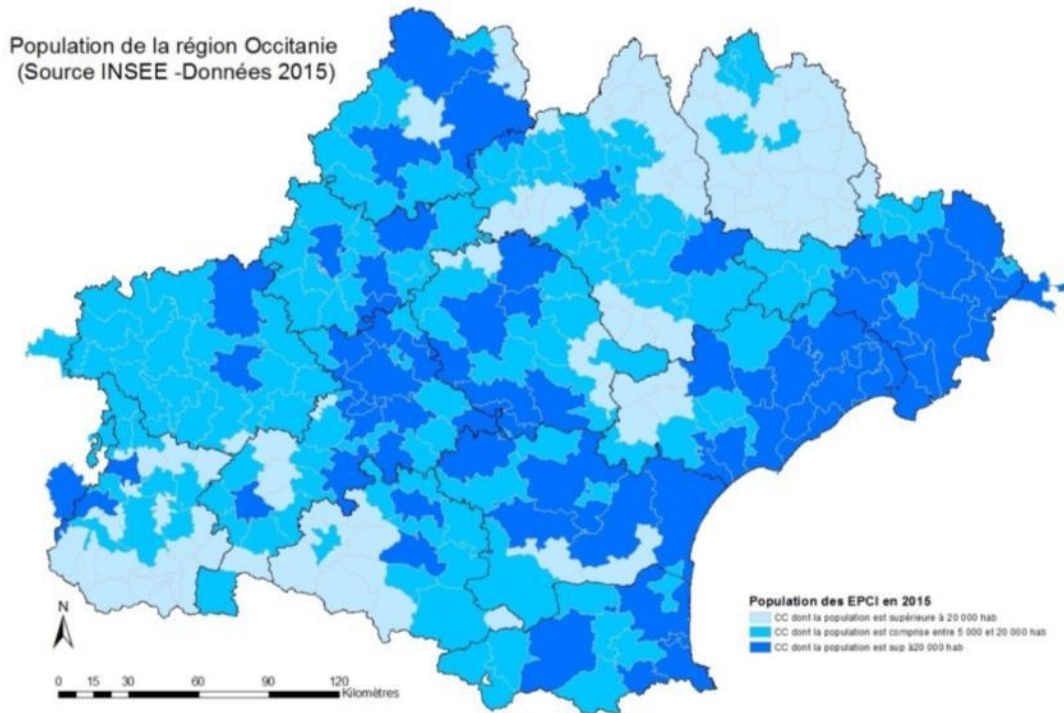 Population de la région Occitanie
(Source INSEE -Données 2015)
N
0 15 30 60 90 120
Kilomètres
Population des EPCI en 2015
CC dont la population est supérieure à 20 000 hab
CC dont la population est comprise entre 5 000 et 20 000 hab
CC dont la population est sup à20 000 hab